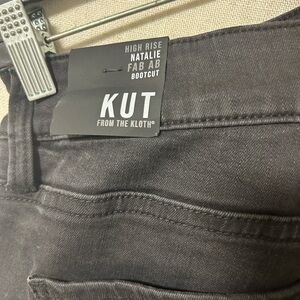 HIGH RISE
NATALIE
FAB AB
BOOTCUT
KUT
FROM THE KLOTH®